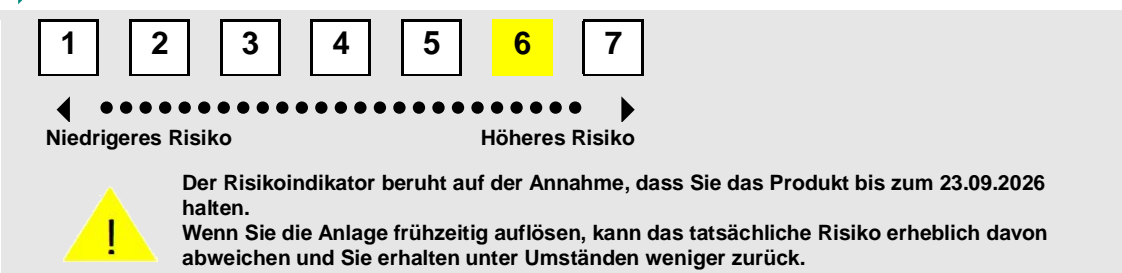 1 2 3 4 5 6 7
Niedrigeres Risiko Höheres Risiko
Der Risikoindikator beruht auf der Annahme, dass Sie das Produkt bis zum 23.09.2026
halten.
! Wenn Sie die Anlage frühzeitig auflösen, kann das tatsächliche Risiko erheblich davon
abweichen und Sie erhalten unter Umständen weniger zurück.